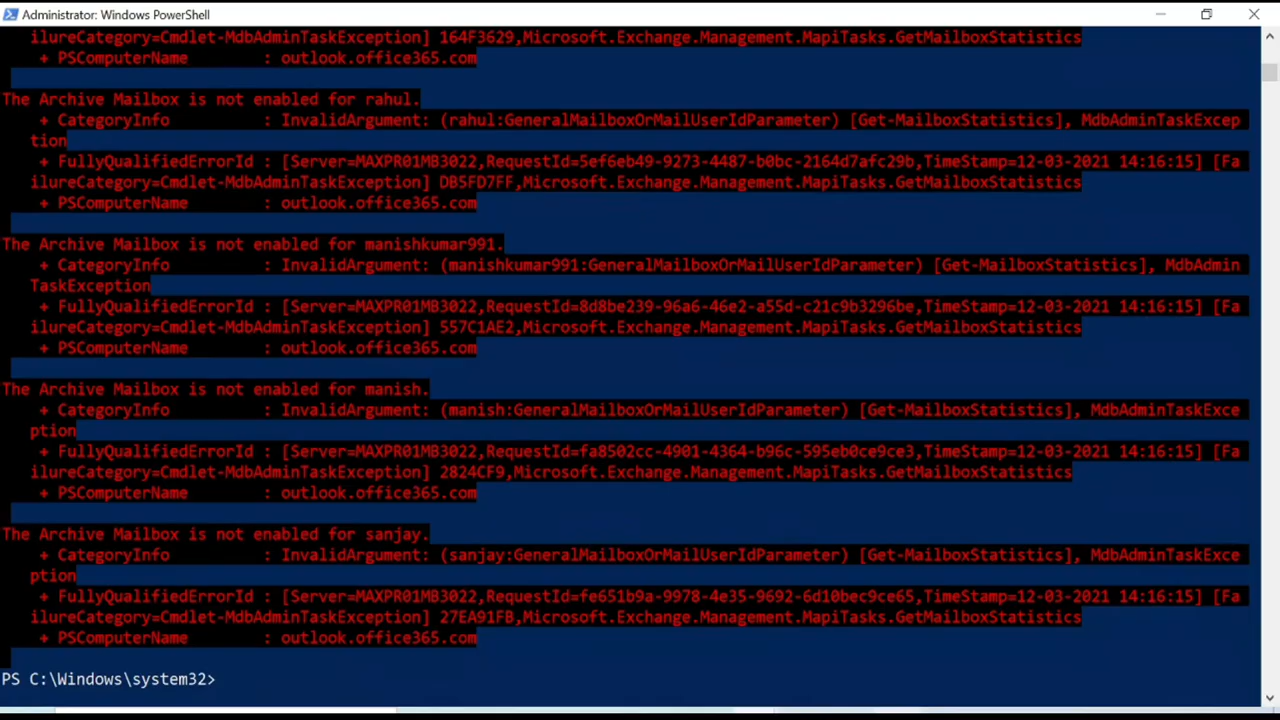 Administrator: Windows PowerShell
ilureCategory=Cmdlet-MdbAdminTaskException] 164F3629,Microsoft.Exchange.Management.MapiTasks.GetMailboxStatistics
+ PSComputerName : outlook.office365.com
The Archive Mailbox is not enabled for rahul.
+ CategoryInfo : InvalidArgument: (rahul:GeneralMailboxOrMailUserIdParameter) [Get-MailboxStatistics], MdbAdminTaskExcep
tion
+ FullyQualifiedErrorId : [Server=MAXPR01MB3022,RequestId=5ef6eb49-9273-4487-b0bc-2164d7afc29b,TimeStamp=12-03-2021 14:16:15] [Fa
ilureCategory=Cmdlet-MdbAdminTaskException] DB5FD7FF,Microsoft.Exchange.Management.MapiTasks.GetMailboxStatistics
+ PSComputerName : outlook.office365.com
The Archive Mailbox is not enabled for manishkumar991.
+ CategoryInfo : InvalidArgument: (manishkumar991:GeneralMailboxOrMailUserIdParameter) [Get-MailboxStatistics], MdbAdmin
TaskException
+ FullyQualifiedErrorId : [Server=MAXPR01MB3022,RequestId=8d8be239-96a6-46e2-a55d-c21c9b3296be,TimeStamp=12-03-2021 14:16:15] [Fa
ilureCategory=Cmdlet-MdbAdminTaskException] 557C1AE2,Microsoft.Exchange.Management.MapiTasks.GetMailboxStatistics
+ PSComputerName : outlook.office365.com
The Archive Mailbox is not enabled for manish.
+ CategoryInfo : InvalidArgument: (manish:GeneralMailboxOrMailUserIdParameter) [Get-MailboxStatistics], MdbAdminTaskExce
ption
+ FullyQualifiedErrorId : [Server=MAXPR01MB3022,RequestId=fa8502cc-4901-4364-b96c-595eb0ce9ce3,TimeStamp=12-03-2021 14:16:15] [Fa
ilureCategory=Cmdlet-MdbAdminTaskException] 2824CF9,Microsoft.Exchange.Management.MapiTasks.GetMailboxStatistics
+ PSComputerName : outlook.office365.com
The Archive Mailbox is not enabled for sanjay.
+ CategoryInfo : InvalidArgument: (sanjay:GeneralMailboxOrMailUserIdParameter) [Get-MailboxStatistics], MdbAdminTaskExce
ption
+ FullyQualifiedErrorId : [Server=MAXPR01MB3022,RequestId=fe651b9a-9978-4e35-9692-6d10bec9ce65,TimeStamp=12-03-2021 14:16:15] [Fa
ilureCategory=Cmdlet-MdbAdminTaskException] 27EA91FB,Microsoft.Exchange.Management.MapiTasks.GetMailboxStatistics
+ PSComputerName : outlook.office365.com
PS C:\Windows\system32>